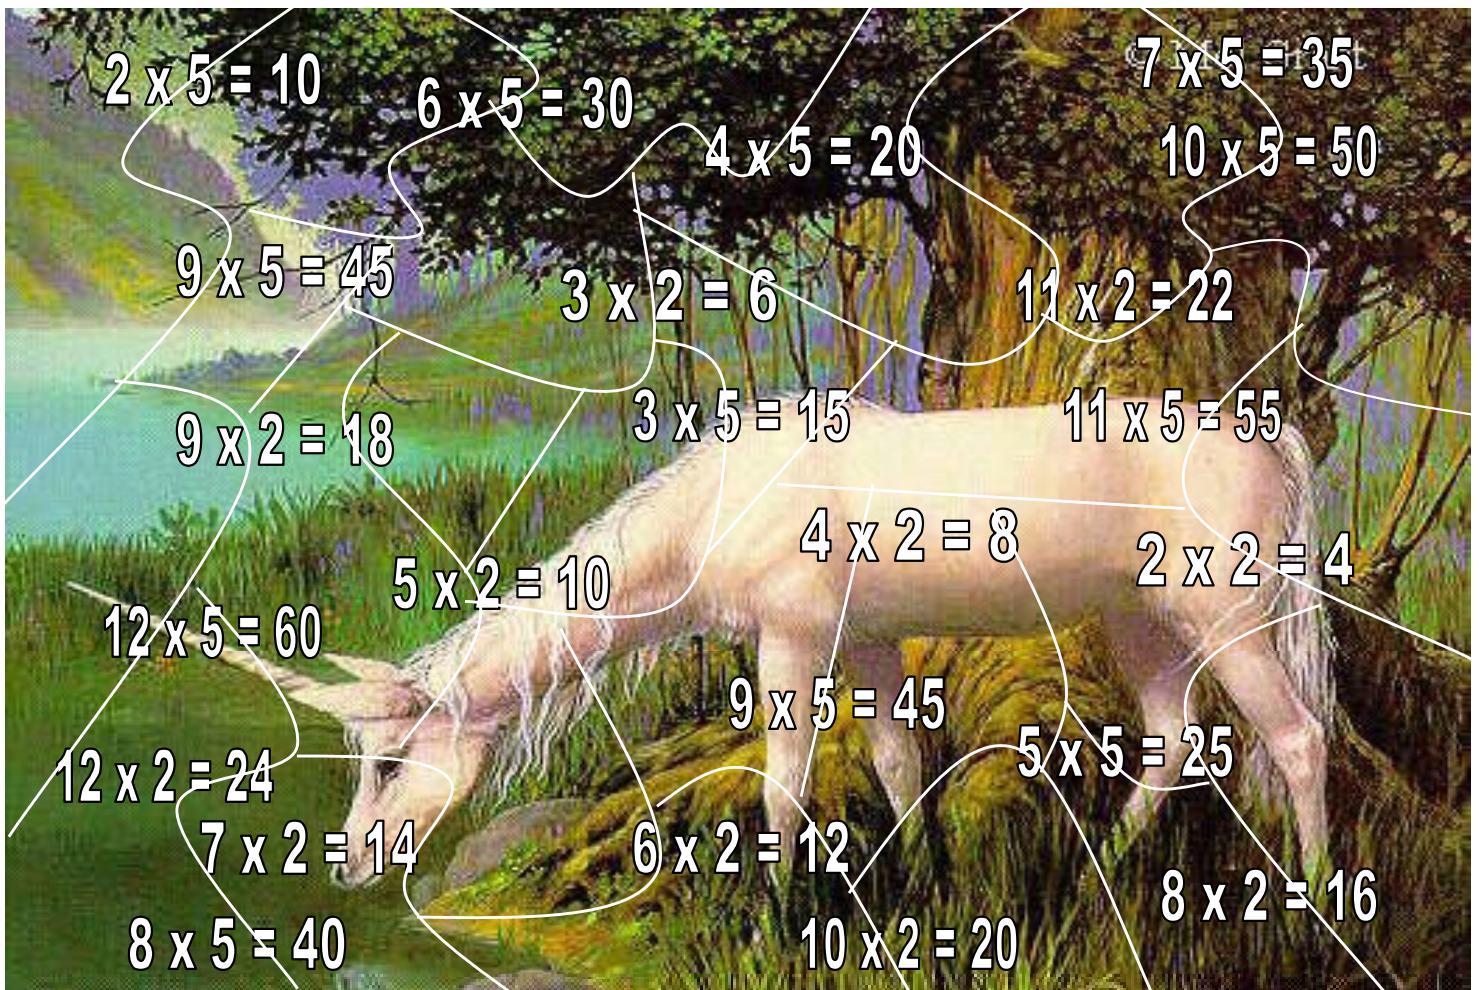 7 x 5 = 35
2 x 5 = 10
6 x 5 = 30
4 x 5 = 20
10 x 5 = 50
9 x 5 = 45
3 x 2 = 6
11 x 2 = 22
3 x 5 = 15
11 x 5 = 55
9 x 2 = 18
4 x 2 = 8
2 x 2 = 4
5 x 2 = 10
12 x 5 = 60
9 x 5 = 45
5 x 5 = 25
12 x 2 = 24
7 x 2 = 14
6 x 2 = 12
8 x 2 = 16
8 x 5 = 40
10 x 2 = 20